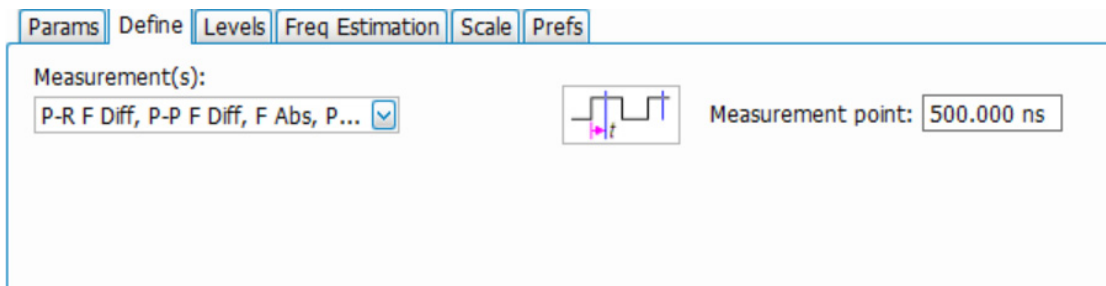 Params Define Levels Freq Estimation Scale Prefs
Measurement(s):
P-R F Diff, P-P F Diff, F Abs, P...
t
Measurement point: 500.000 ns